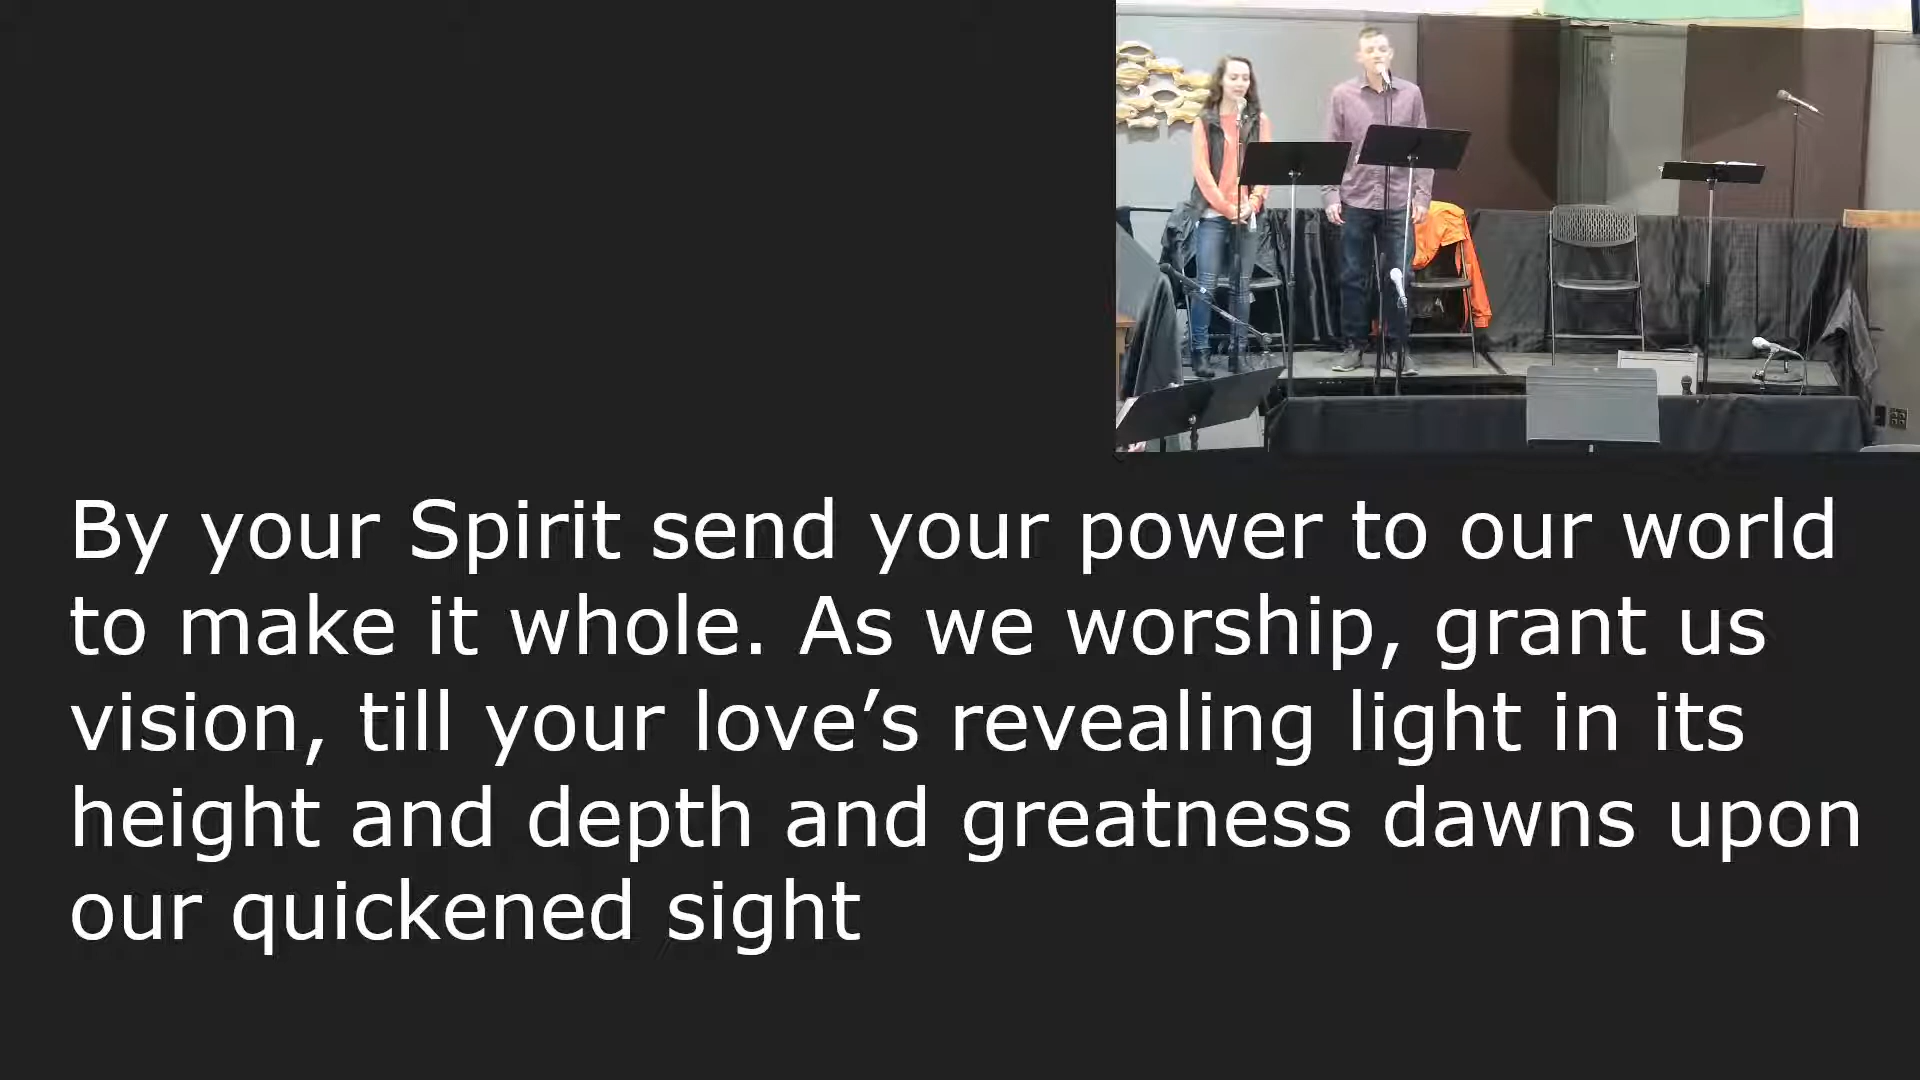 By your Spirit send your power to our world
to make it whole. As we worship, grant us
vision, till your love’s revealing light in its
height and depth and greatness dawns upon
our quickened sight